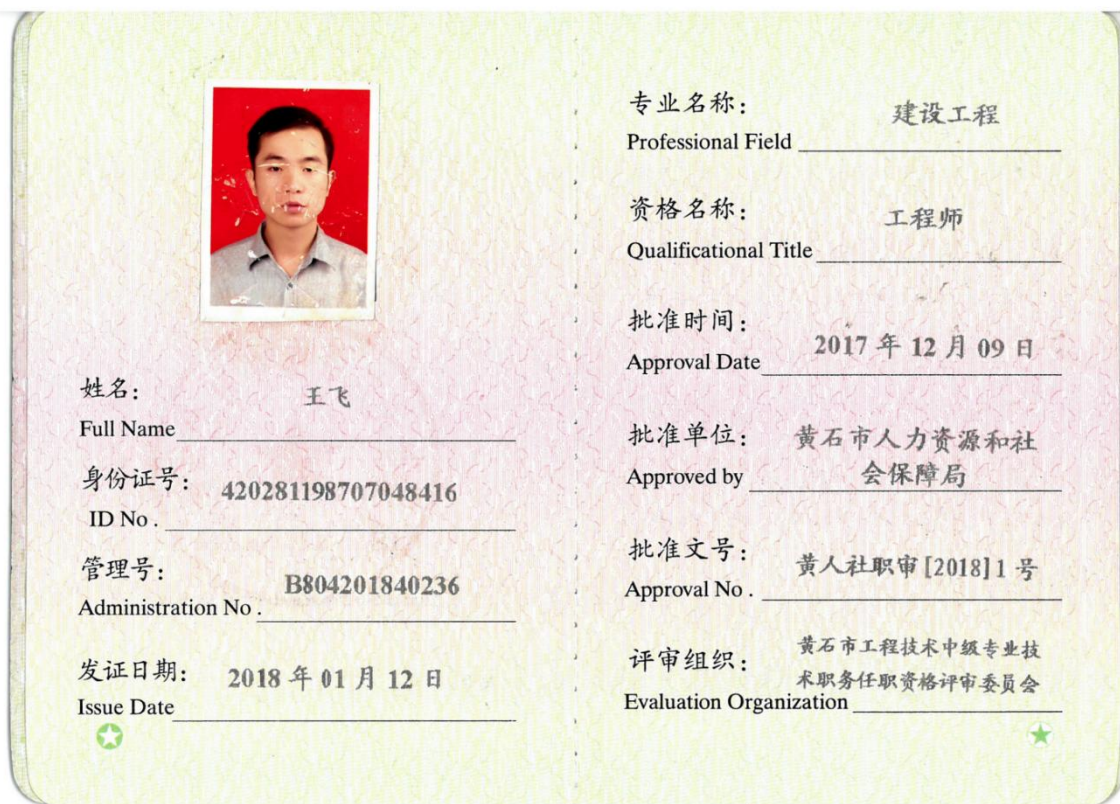 姓名：
王飞
Full Name
身份证号：
420281198707048416
ID No .
管理号：
B804201840236
Administration No .
发证日期：
2018 年 01 月 12 日
Issue Date
专业名称：
建设工程
Professional Field
资格名称：
工程师
Qualificational Title
批准时间：
2017 年 12 月 09 日
Approval Date
批准单位：
黄石市人力资源和社
会保障局
Approved by
批准文号：
黄人社职审[2018]1 号
Approval No .
评审组织：
黄石市工程技术中级专业技
术职务任职资格评审委员会
Evaluation Organization